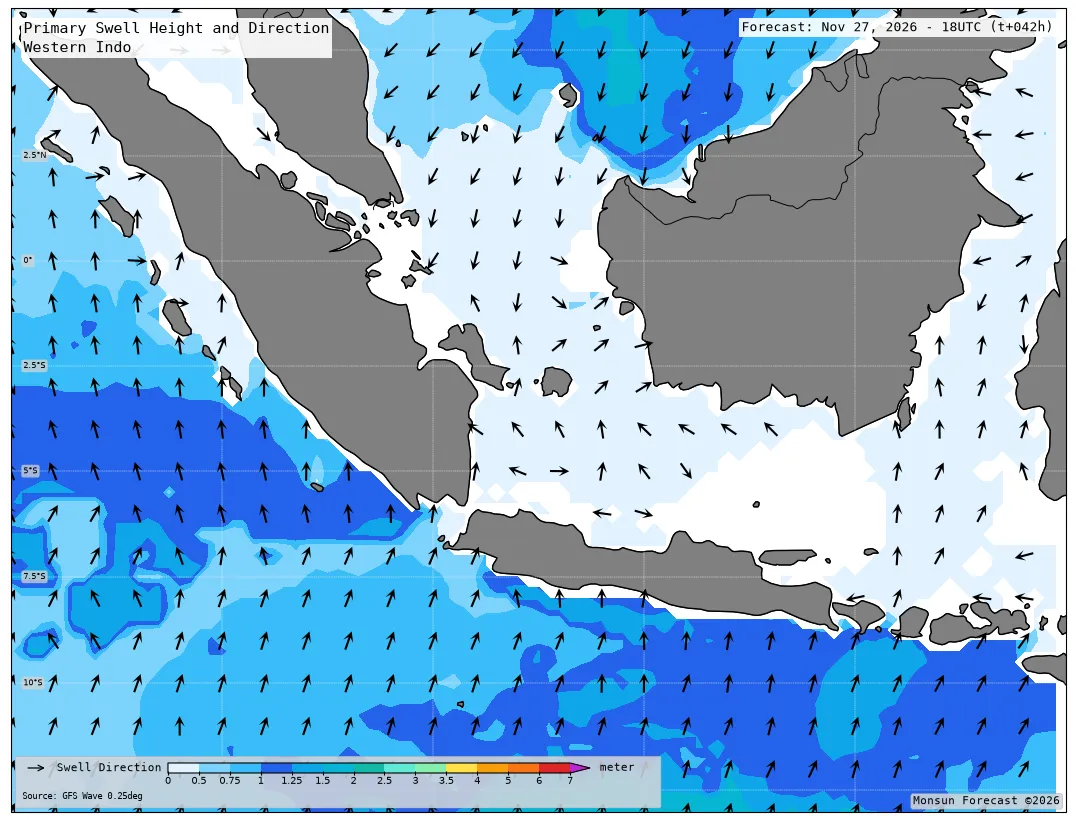 Primary Swell Height and Direction
Western Indo
Forecast: Nov 27, 2026 - 18UTC (t+042h)
2.5°N
0°
2.5°S
5°S
7.5°S
10°S
Swell Direction
0 0.5 0.75 1 1.25 1.5 2 2.5 3 3.5 4 5 6 7
meter
Source: GFS Wave 0.25deg
Monsun Forecast ©2026